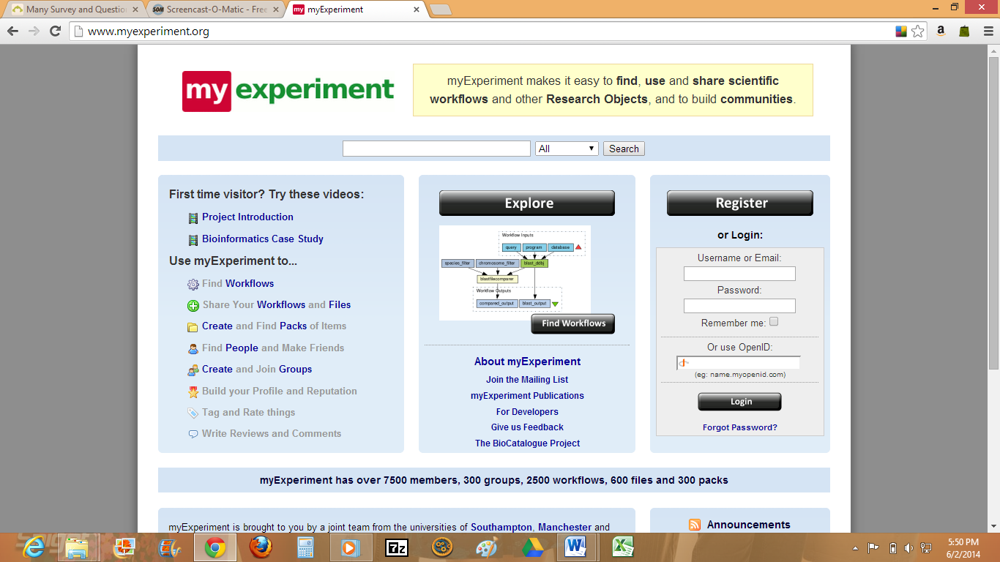 Many Survey and Question
Screencast-O-Matic - Free
myExperiment
www.myexperiment.org
my experiment
myExperiment makes it easy to find, use and share scientific
workflows and other Research Objects, and to build communities.
All
Search
First time visitor? Try these videos:
Project Introduction
Bioinformatics Case Study
Use myExperiment to...
Find Workflows
Share Your Workflows and Files
Create and Find Packs of Items
Find People and Make Friends
Create and Join Groups
Build your Profile and Reputation
Tag and Rate things
Write Reviews and Comments
Explore
Workflow Inputs
query program database
species_filter chromosome_filter blast_ddbj
blastfilecomparer
Workflow Outputs
compared_output blast_output
Find Workflows
About myExperiment
Join the Mailing List
myExperiment Publications
For Developers
Give us Feedback
The BioCatalogue Project
Register
or Login:
Username or Email:
Password:
Remember me:
Or use OpenID:
(eg: name.myopenid.com)
Login
Forgot Password?
myExperiment has over 7500 members, 300 groups, 2500 workflows, 600 files and 300 packs
myExperiment is brought to you by a joint team from the universities of Southampton, Manchester and
Announcements
5:50 PM
6/2/2014